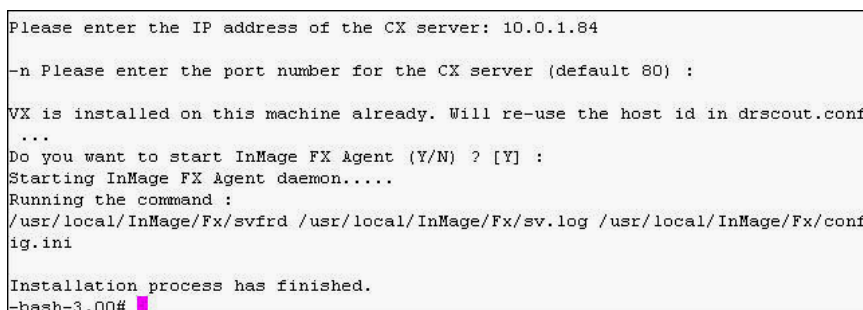 Please enter the IP address of the CX server: 10.0.1.84
-n Please enter the port number for the CX server (default 80) :
VX is installed on this machine already. Will re-use the host id in drscout.conf
...
Do you want to start InMage FX Agent (Y/N) ? [Y] :
Starting InMage FX Agent daemon.....
Running the command :
/usr/local/InMage/Fx/svfrd /usr/local/InMage/Fx/sv.log /usr/local/InMage/Fx/conf
ig.ini
Installation process has finished.
-bash-3.00#